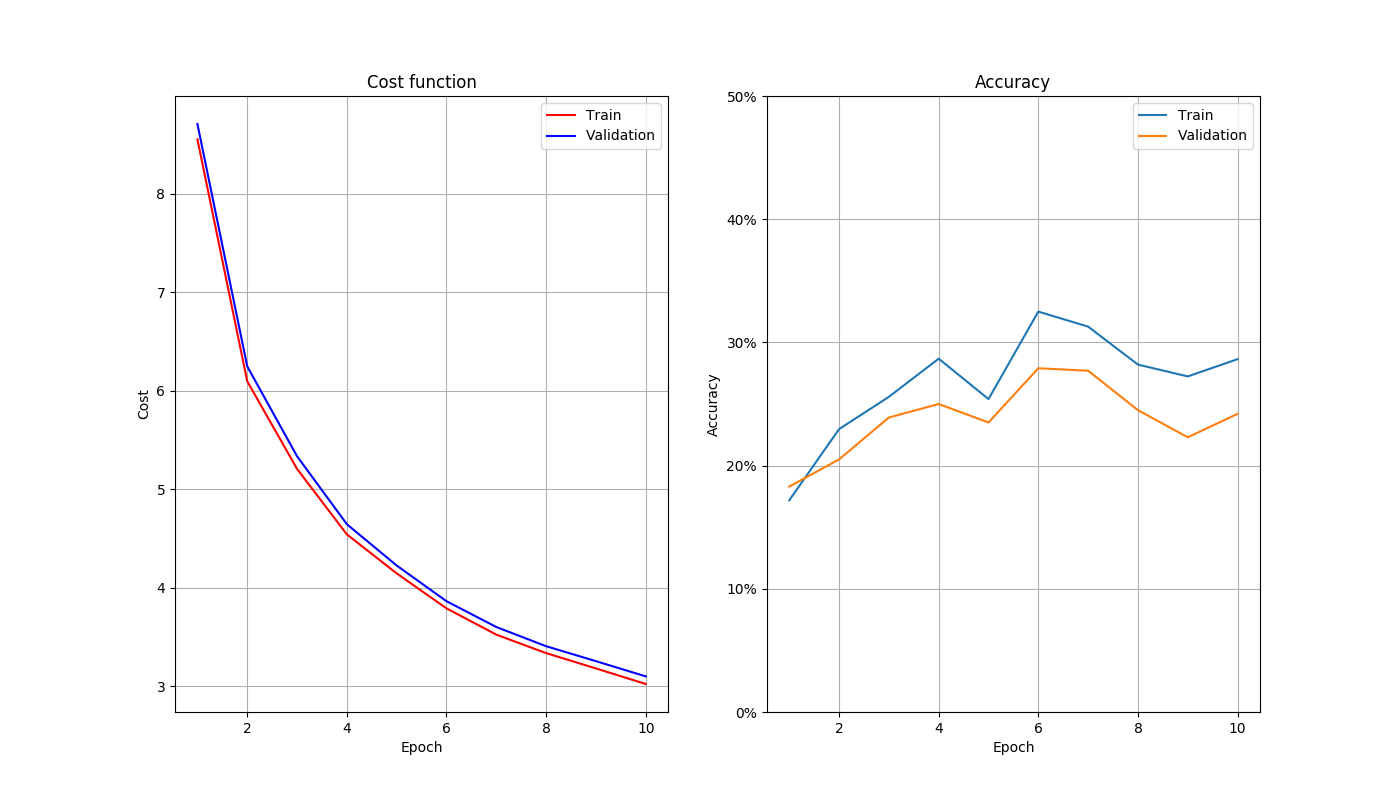 Cost function
Train
Validation
8
7
6
5
4
3
Cost
2 4 6 8 10
Epoch
Accuracy
Train
Validation
50%
40%
30%
20%
10%
0%
Accuracy
2 4 6 8 10
Epoch